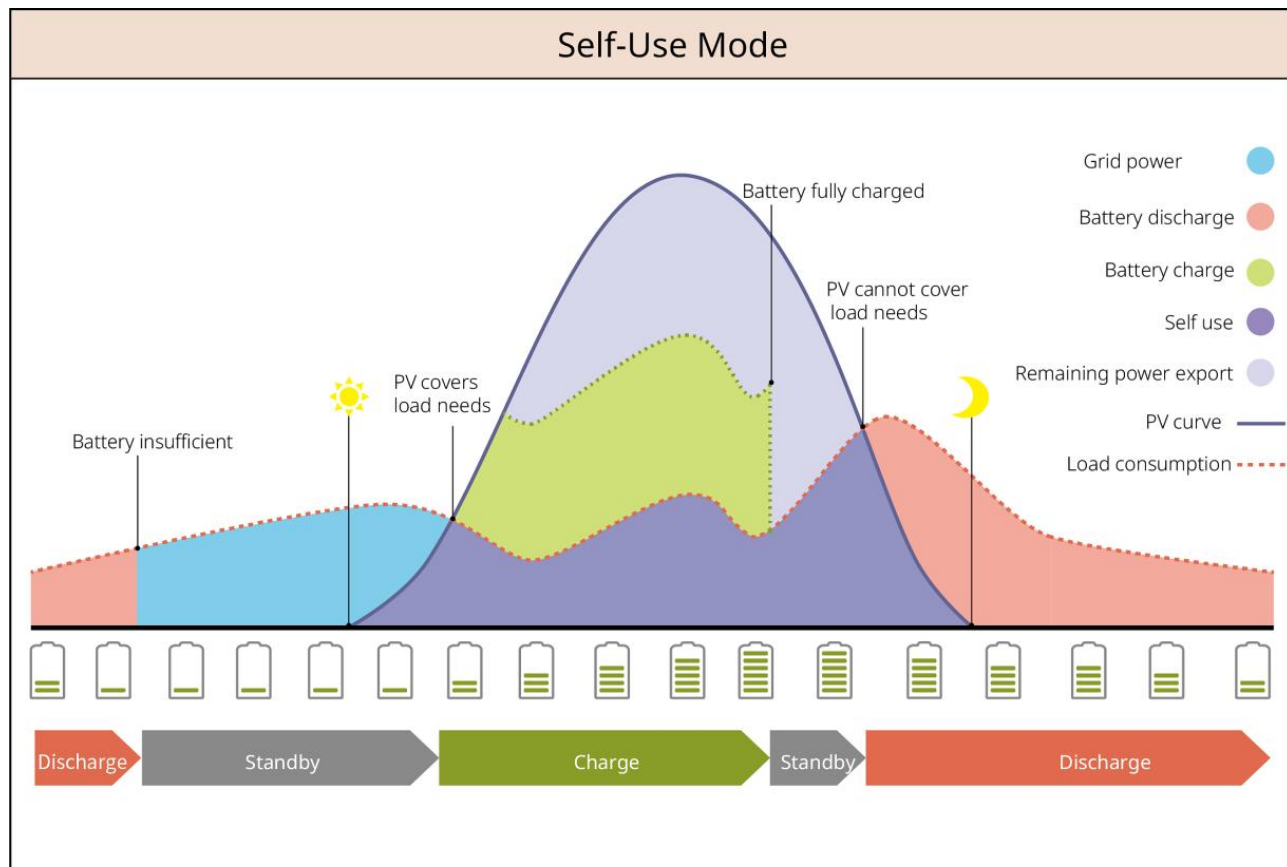 Self-Use Mode
Grid power
Battery fully charged
Battery discharge
Battery charge
PV cannot cover
load needs
Self use
PV covers
load needs
Remaining power export
PV curve
Battery insufficient
Load consumption
Discharge
Standby
Charge
Standby
Discharge